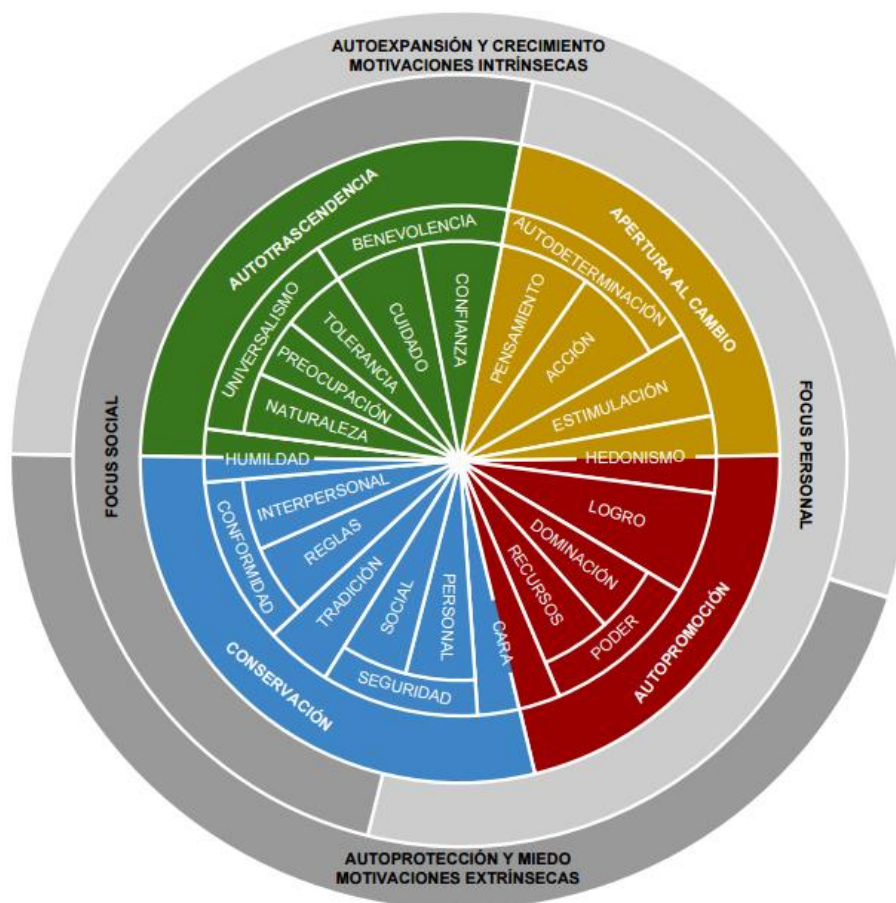 AUTOEXPANSIÓN Y CRECIMIENTO
MOTIVACIONES INTRÍNSECAS
AUTOTRASCENDENCIA
BENEVOLENCIA
UNIVERSALISMO
TOLERANCIA
CUIDADO
CONFIANZA
PREOCUPACIÓN
NATURALEZA
HUMILDAD
APERTURA AL CAMBIO
AUTODETERMINACIÓN
PENSAMIENTO
ACCIÓN
ESTIMULACIÓN
HEDONISMO
FOCUS SOCIAL
FOCUS PERSONAL
INTERPERSONAL
REGLAS
CONFORMIDAD
TRADICIÓN
SOCIAL
PERSONAL
SEGURIDAD
CARA
CONSERVACIÓN
LOGRO
DOMINACIÓN
RECURSOS
PODER
AUTOPROMOCIÓN
AUTOPROTECCIÓN Y MIEDO
MOTIVACIONES EXTRÍNSECAS